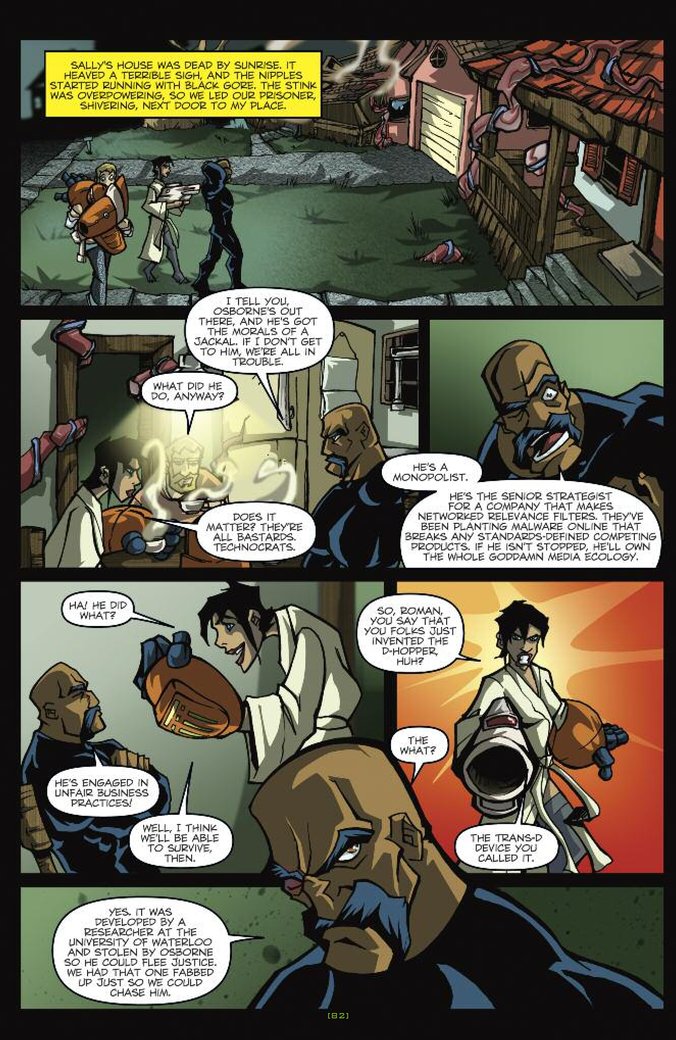 SALLY'S HOUSE WAS DEAD BY SUNRISE. IT
HEAVED A TERRIBLE SIGH, AND THE NIPPLES
STARTED RUNNING WITH BLACK GORE. THE STINK
WAS OVERPOWERING, SO WE LED OUR PRISONER,
SHIVERING, NEXT DOOR TO MY PLACE.
I TELL YOU,
OSBORNE'S OUT
THERE, AND HE'S GOT
THE MORALS OF A
JACKAL. IF I DON'T GET
TO HIM, WE'RE ALL IN
TROUBLE.
WHAT DID HE
DO, ANYWAY?
DOES IT
MATTER? THEY'RE
ALL BASTARDS.
TECHNOCRATS.
HE'S A
MONOPOLIST.
HE'S THE SENIOR STRATEGIST
FOR A COMPANY THAT MAKES
NETWORKED RELEVANCE FILTERS. THEY'VE
BEEN PLANTING MALWARE ONLINE THAT
BREAKS ANY STANDARDS-DEFINED COMPETING
PRODUCTS. IF HE ISN'T STOPPED, HE'LL OWN
THE WHOLE GODDAMN MEDIA ECOLOGY.
HA! HE DID
WHAT?
HE'S ENGAGED IN
UNFAIR BUSINESS
PRACTICES!
WELL, I THINK
WE'LL BE ABLE
TO SURVIVE,
THEN.
SO, ROMAN,
YOU SAY THAT
YOU FOLKS JUST
INVENTED THE
D-HOPPER,
HUH?
THE
WHAT?
THE TRANS-D
DEVICE YOU
CALLED IT.
YES. IT WAS
DEVELOPED BY A
RESEARCHER AT THE
UNIVERSITY OF WATERLOO
AND STOLEN BY OSBORNE
SO HE COULD FLEE JUSTICE.
WE HAD THAT ONE FABBED
UP JUST SO WE COULD
CHASE HIM.
[82]